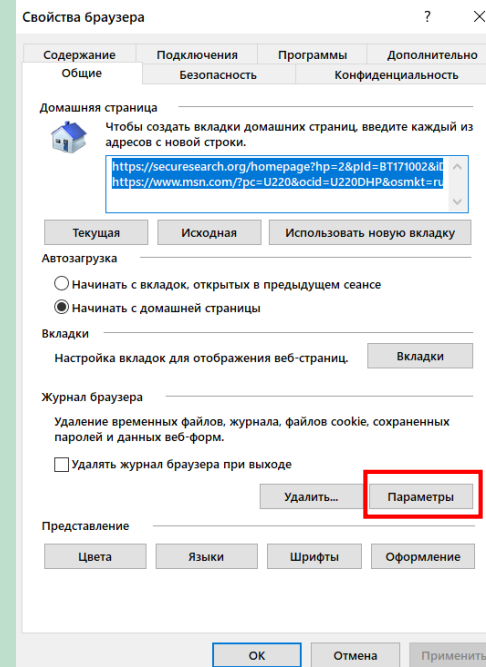 Свойства браузера ?
Содержание Подключения Программы Дополнительно
Общие Безопасность Конфиденциальность
Домашняя страница
Чтобы создать вкладки домашних страниц, введите каждый из
адресов с новой строки.
https://securesearch.org/homepage?hp=2&pId=BT171002&iD
https://www.msn.com/?pc=U220&ocid=U220DHP&osmkt=ru
Текущая Исходная Использовать новую вкладку
Автозагрузка
Начинать с вкладок, открытых в предыдущем сеансе
Начинать с домашней страницы
Вкладки
Настройка вкладок для отображения веб-страниц. Вкладки
Журнал браузера
Удаление временных файлов, журнала, файлов cookie, сохраненных
паролей и данных веб-форм.
Удалять журнал браузера при выходе
Удалить... Параметры
Представление
Цвета Языки Шрифты Оформление
ОК Отмена Применить